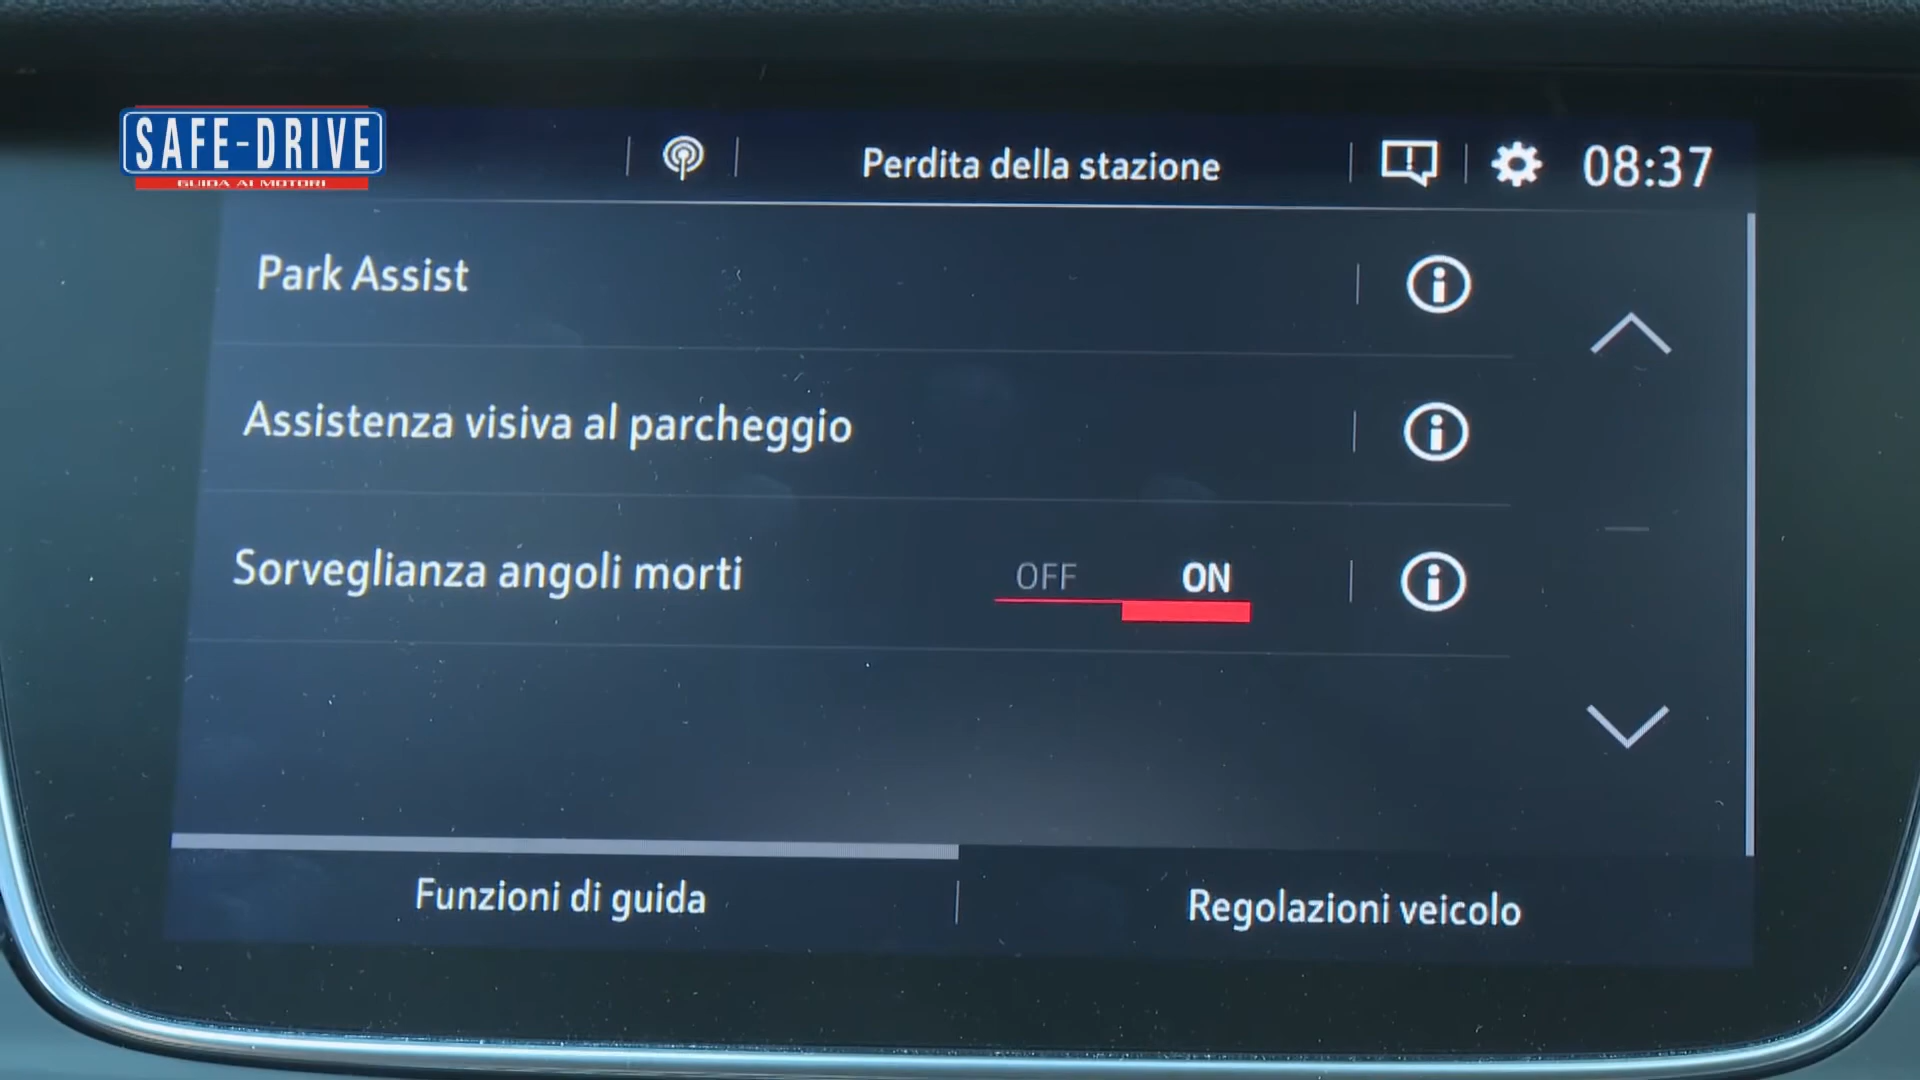 SAFE-DRIVE
GUIDA AI MOTORI
Perdita della stazione
08:37
Park Assist
Assistenza visiva al parcheggio
Sorveglianza angoli morti
OFF
ON
Funzioni di guida
Regolazioni veicolo